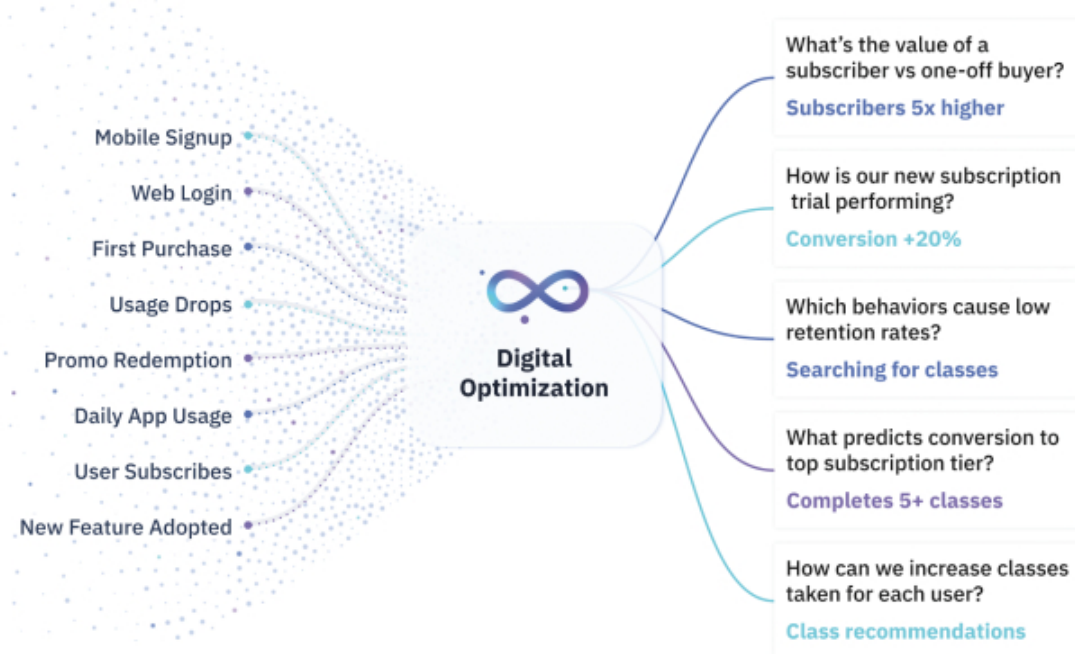 Mobile Signup
Web Login
First Purchase
Usage Drops
Promo Redemption
Daily App Usage
User Subscribes
New Feature Adopted
Digital
Optimization
What's the value of a
subscriber vs one-off buyer?
Subscribers 5x higher
How is our new subscription
trial performing?
Conversion +20%
Which behaviors cause low
retention rates?
Searching for classes
What predicts conversion to
top subscription tier?
Completes 5+ classes
How can we increase classes
taken for each user?
Class recommendations